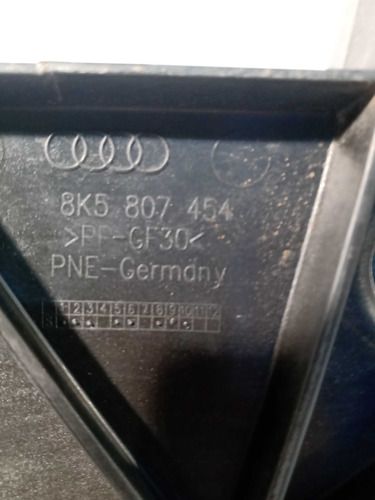 8K5 807 454
>PP-GF30<
PNE-Germany
1 2 3 4 5 6 7 8 9 10 11 12